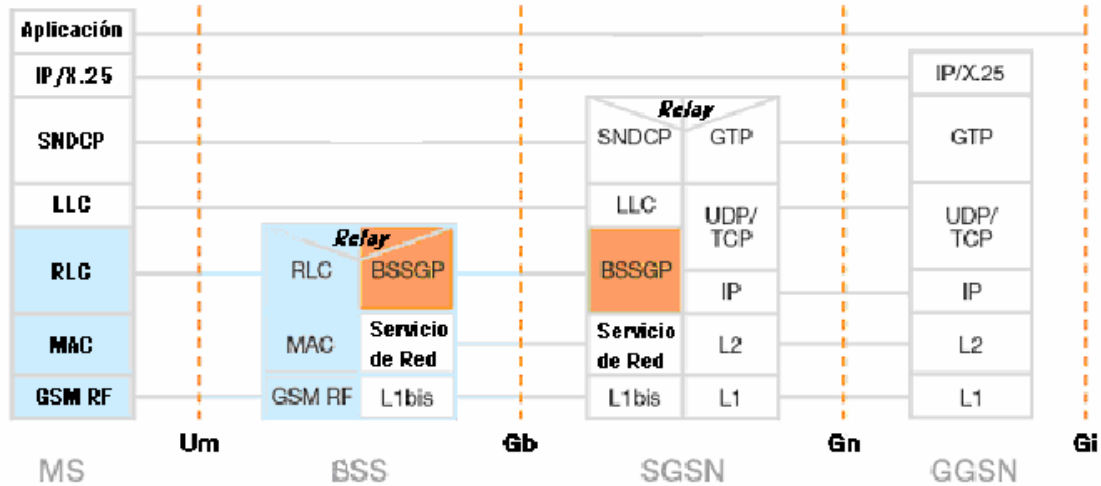 Aplicación
IP/X.25
IP/X.25
Relay
SNDCP
SNDCP
GTP
GTP
LLC
LLC
UDP/
TCP
UDP/
TCP
Relay
RLC
RLC
BSSGP
BSSGP
IP
IP
MAC
MAC
Servicio
de Red
Servicio
de Red
L2
L2
GSM RF
GSM RF
L1bis
L1bis
L1
L1
Um
Gb
Gn
Gi
MS
BSS
SGSN
GGSN